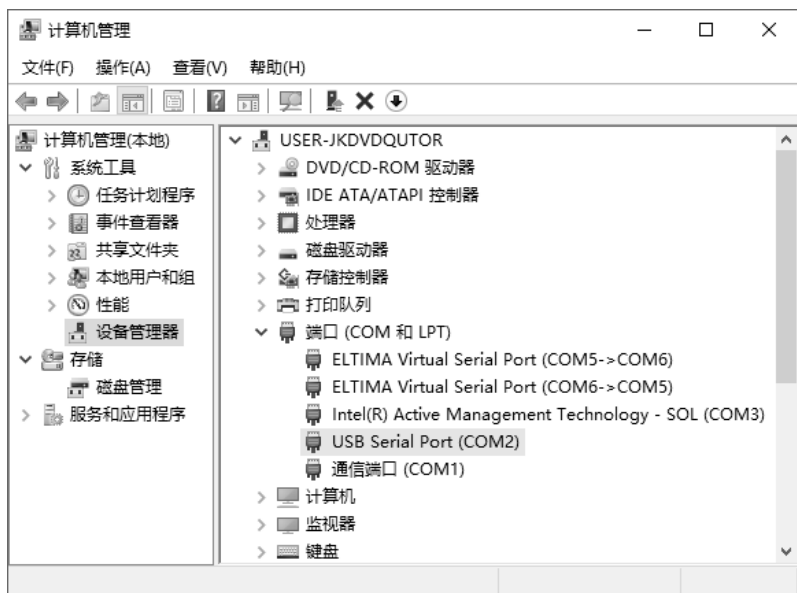 计算机管理
文件(F) 操作(A) 查看(V) 帮助(H)
计算机管理(本地)
系统工具
任务计划程序
事件查看器
共享文件夹
本地用户和组
性能
设备管理器
存储
磁盘管理
服务和应用程序
USER-JKDVDQUTOR
DVD/CD-ROM 驱动器
IDE ATA/ATAPI 控制器
处理器
磁盘驱动器
存储控制器
打印队列
端口 (COM 和 LPT)
ELTIMA Virtual Serial Port (COM5->COM6)
ELTIMA Virtual Serial Port (COM6->COM5)
Intel(R) Active Management Technology - SOL (COM3)
USB Serial Port (COM2)
通信端口 (COM1)
计算机
监视器
键盘